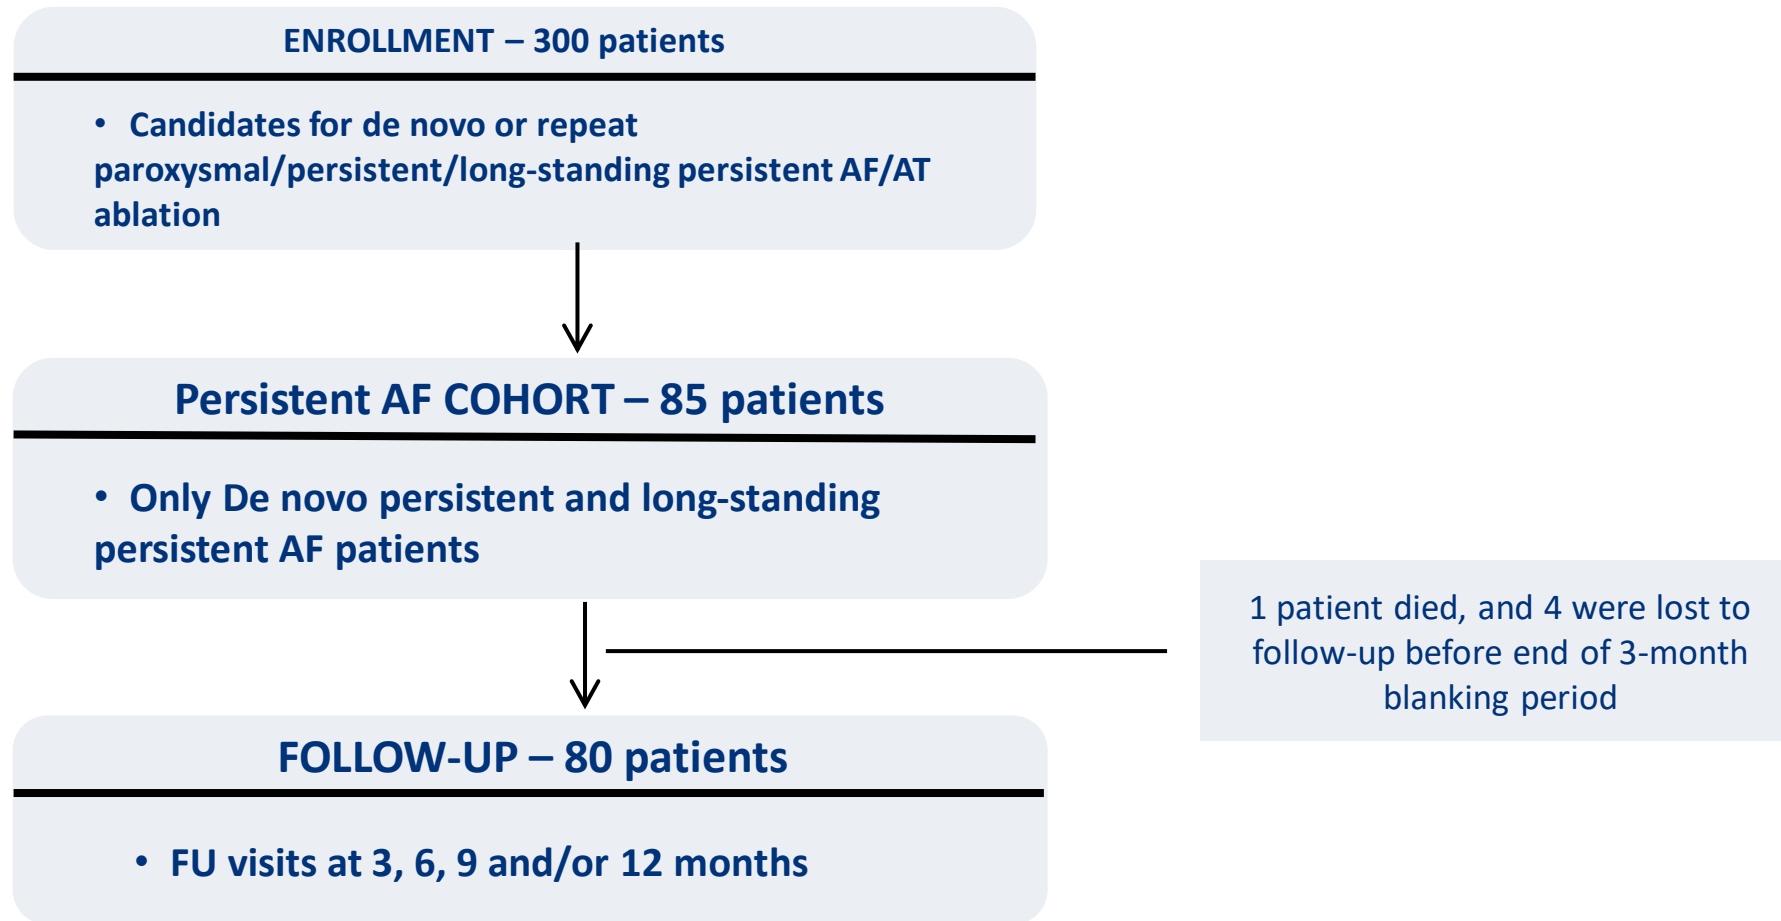 ENROLLMENT – 300 patients
• Candidates for de novo or repeat
paroxysmal/persistent/long-standing persistent AF/AT
ablation
Persistent AF COHORT – 85 patients
• Only De novo persistent and long-standing
persistent AF patients
1 patient died, and 4 were lost to
follow-up before end of 3-month
blanking period
FOLLOW-UP – 80 patients
• FU visits at 3, 6, 9 and/or 12 months